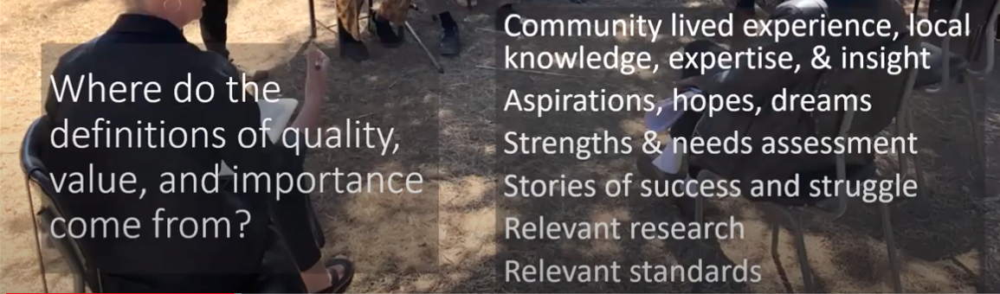 Where do the
definitions of quality,
value, and importance
come from?
Community lived experience, local
knowledge, expertise, & insight
Aspirations, hopes, dreams
Strengths & needs assessment
Stories of success and struggle
Relevant research
Relevant standards